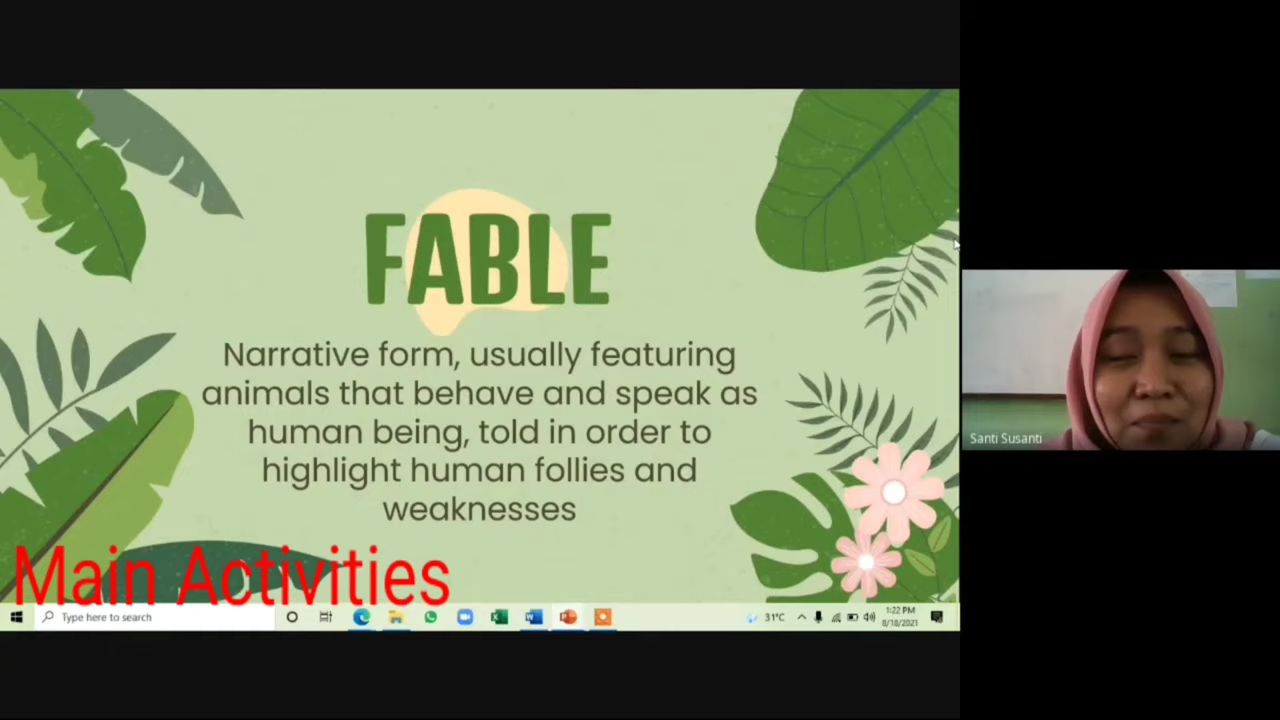 FABLE
Narrative form, usually featuring
animals that behave and speak as
human being, told in order to
highlight human follies and
weaknesses
Santi Susanti
Main Activities
Type here to search
31°C
1:22 PM
8/18/2021